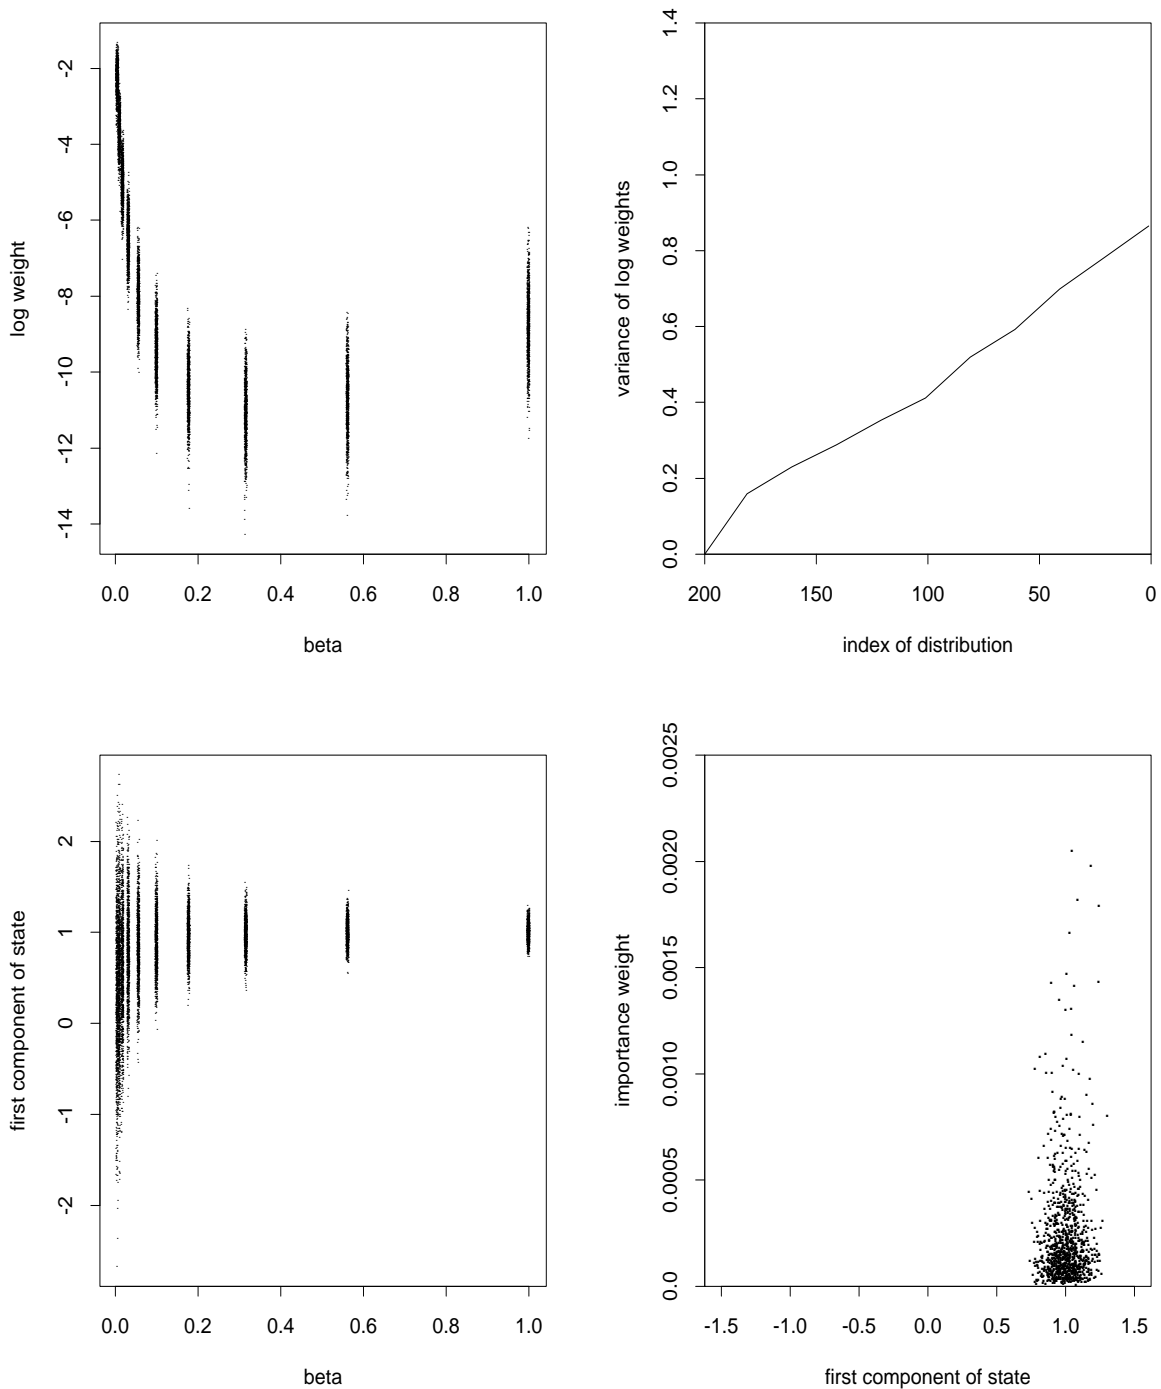 log weight
-2
-4
-6
-8
-10
-12
-14
0.0 0.2 0.4 0.6 0.8 1.0
beta
variance of log weights
1.4
1.2
1.0
0.8
0.6
0.4
0.2
0.0
200 150 100 50 0
index of distribution
first component of state
2
1
0
-1
-2
0.0 0.2 0.4 0.6 0.8 1.0
beta
importance weight
0.0025
0.0020
0.0015
0.0010
0.0005
0.0
-1.5 -1.0 -0.5 0.0 0.5 1.0 1.5
first component of state